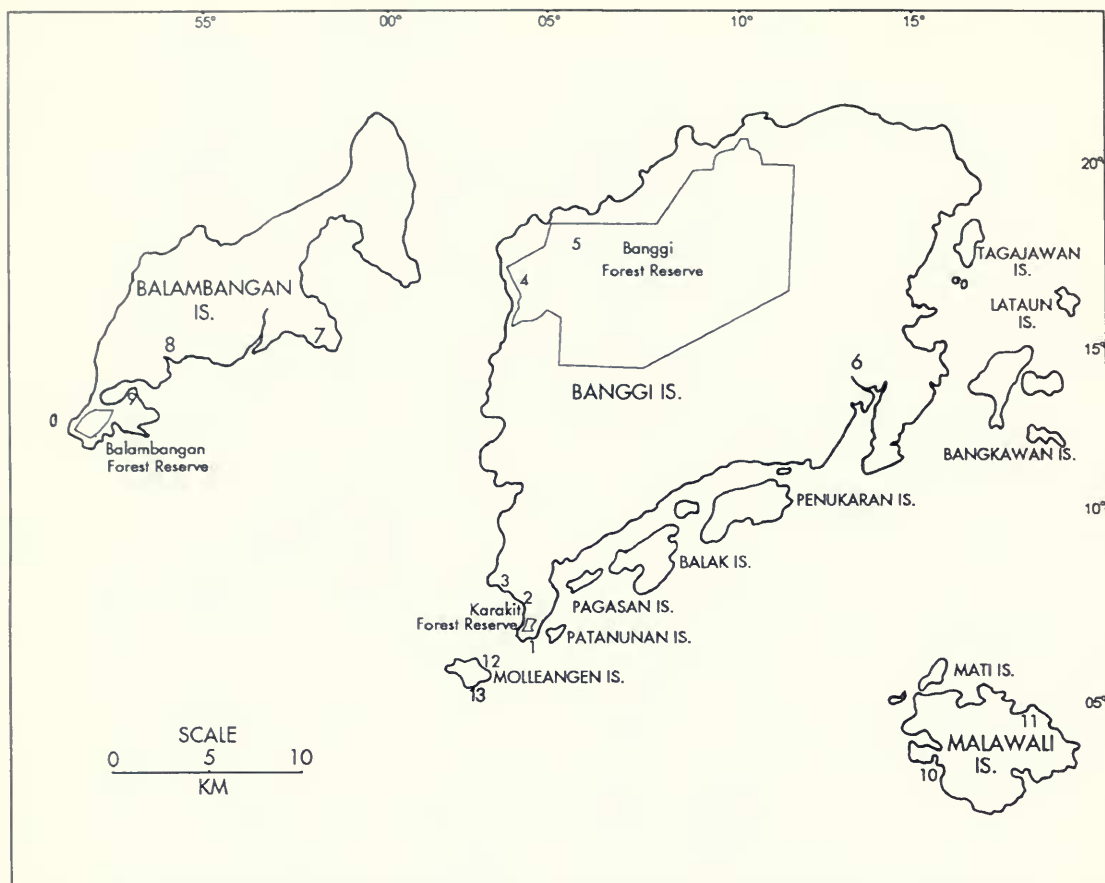 55° 00° 05° 10° 15°
20°
5
Banggi
Forest Reserve
TAGAJAWAN
IS.
4
BALAMBANGAN
IS.
LATAUN
IS.
7
8
15°
6
BANGGI IS.
9
Balambangan
Forest Reserve
BANGKAWAN IS.
PENUKARAN IS.
10°
BALAK IS.
3
2
PAGASAN IS.
Karakit
Forest Reserve
PATANUNAN IS.
1
12
MOLLEANGEN IS.
13
MATI IS.
05°
11
SCALE
0 5 10
KM
MALAWALI
IS.
10